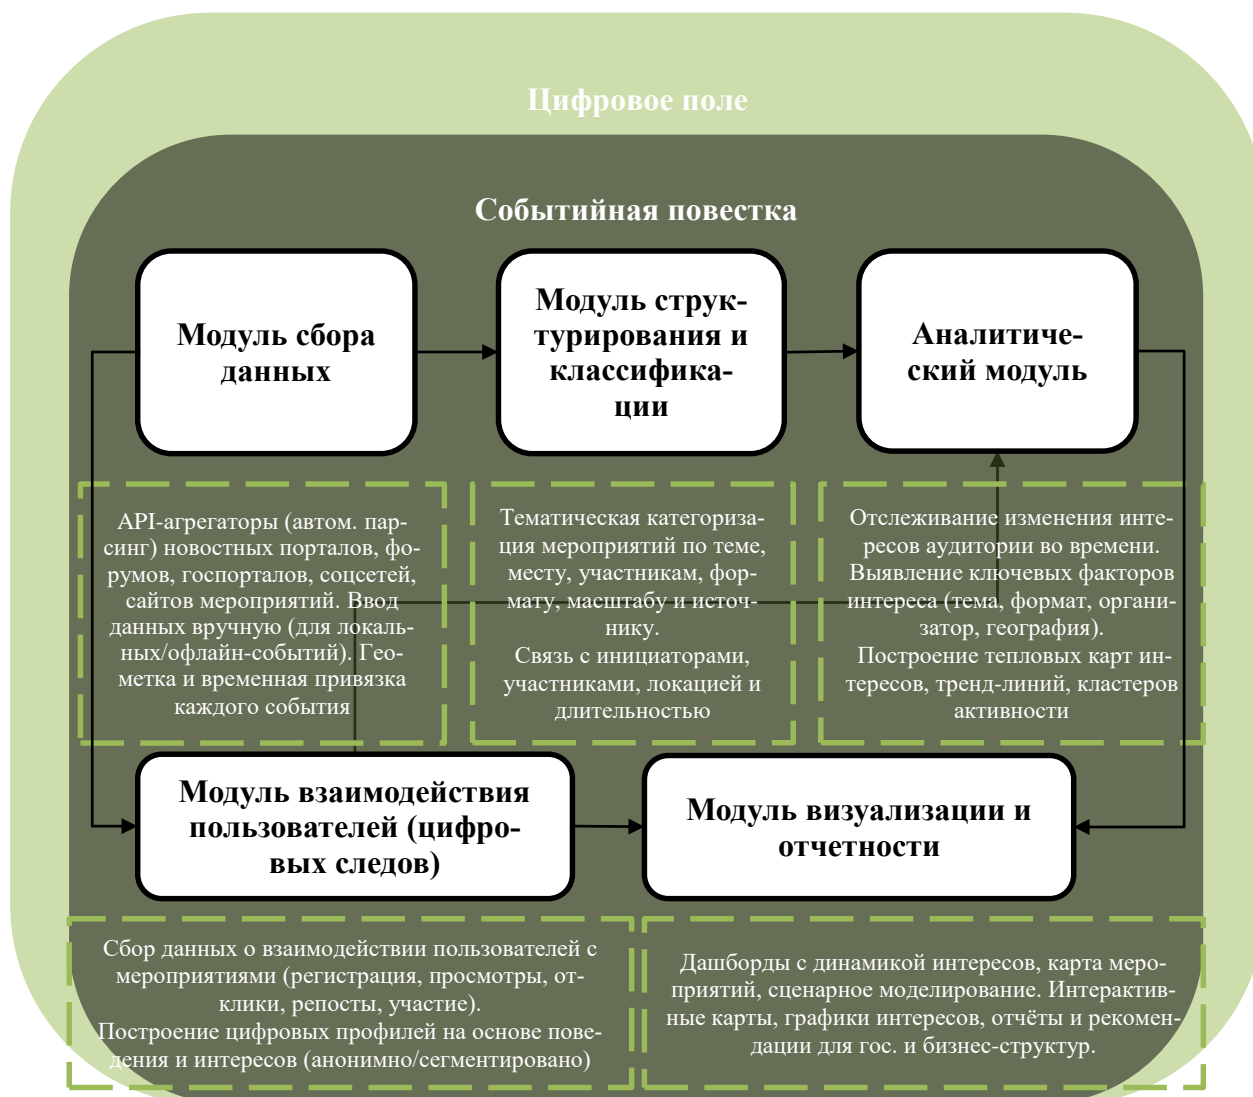 Цифровое поле
Событийная повестка
Модуль сбора
данных
Модуль струк-
турирования и
классифика-
ции
Аналитиче-
ский модуль
API-агрегаторы (автом. пар-
синг) новостных порталов, фо-
румов, госпорталов, соцсетей,
сайтов мероприятий. Ввод
данных вручную (для локаль-
ных/офлайн-событий). Гео-
метка и временная привязка
каждого события
Тематическая категориза-
ция мероприятий по теме,
месту, участникам, фор-
мату, масштабу и источ-
нику.
Связь с инициаторами,
участниками, локацией и
длительностью
Отслеживание изменения инте-
ресов аудитории во времени.
Выявление ключевых факторов
интереса (тема, формат, органи-
затор, география).
Построение тепловых карт ин-
тересов, тренд-линий, кластеров
активности
Модуль взаимодействия
пользователей (цифро-
вых следов)
Модуль визуализации и
отчетности
Сбор данных о взаимодействии пользователей с
мероприятиями (регистрация, просмотры, от-
клики, репосты, участие).
Построение цифровых профилей на основе пове-
дения и интересов (анонимно/сегментировано)
Дашборды с динамикой интересов, карта меро-
приятий, сценарное моделирование. Интерактив-
ные карты, графики интересов, отчёты и рекомен-
дации для гос. и бизнес-структур.